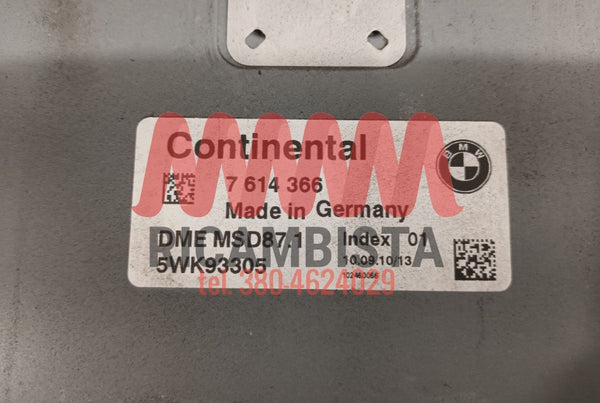 Continental
BMW
7 614 366
Made in Germany
RICAMBISTA
DME MSD87.1 Index 01
5WK93305 10.09.10/13
tel. 380-4624029